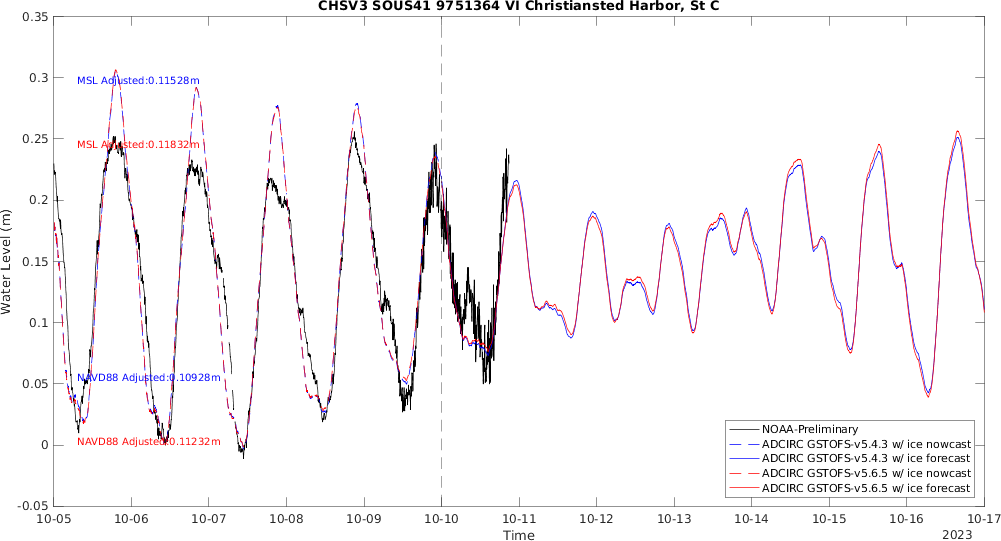 CHSV3 SOUS41 9751364 VI Christiansted Harbor, St C
0.35
0.3
0.25
0.2
0.15
0.1
0.05
0
-0.05
Water Level (m)
MSL Adjusted:0.11528m
MSL Adjusted:0.11832m
NAVD88 Adjusted:0.10928m
NAVD88 Adjusted:0.11232m
NOAA-Preliminary
ADCIRC GSTOFS-v5.4.3 w/ ice nowcast
ADCIRC GSTOFS-v5.4.3 w/ ice forecast
ADCIRC GSTOFS-v5.6.5 w/ ice nowcast
ADCIRC GSTOFS-v5.6.5 w/ ice forecast
10-05 10-06 10-07 10-08 10-09 10-10 10-11 10-12 10-13 10-14 10-15 10-16 10-17
Time
2023